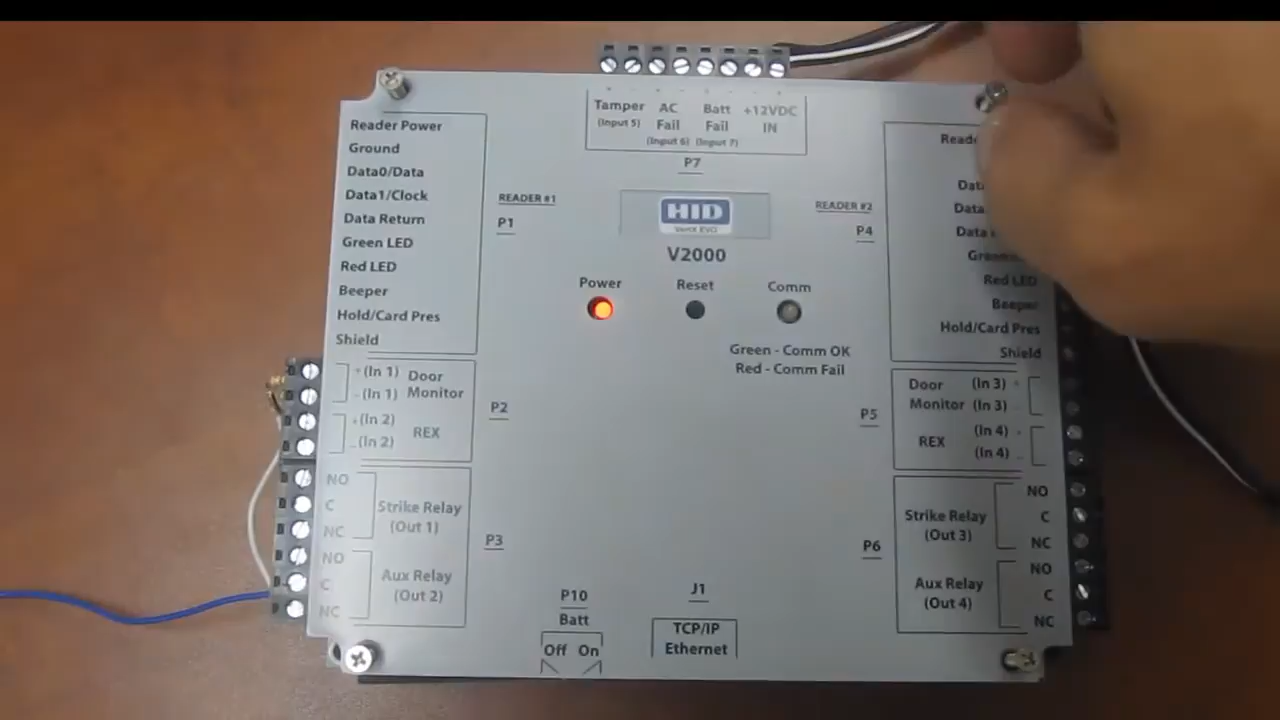 Tamper AC Batt +12VDC
(Input 5) Fail Fail IN
(Input 6) (Input 7)
P7
Reader Power
Ground
Data0/Data
Data1/Clock
Data Return
Green LED
Red LED
Beeper
Hold/Card Pres
Shield
READER #1
P1
HID
VertX EVO
V2000
Power
Reset
Comm
Green - Comm OK
Red - Comm Fail
READER #2
P4
Red LED
Beeper
Hold/Card Pres
Shield
+ (In 1) Door
- (In 1) Monitor
+ (In 2) REX
- (In 2)
P2
NO
C
NC
Strike Relay
(Out 1)
NO
C
NC
Aux Relay
(Out 2)
P3
P5
Door (In 3) +
Monitor (In 3) -
REX (In 4) +
(In 4) -
P6
Strike Relay
(Out 3)
NO
C
NC
Aux Relay
(Out 4)
NO
C
NC
P10
Batt
Off On
J1
TCP/IP
Ethernet